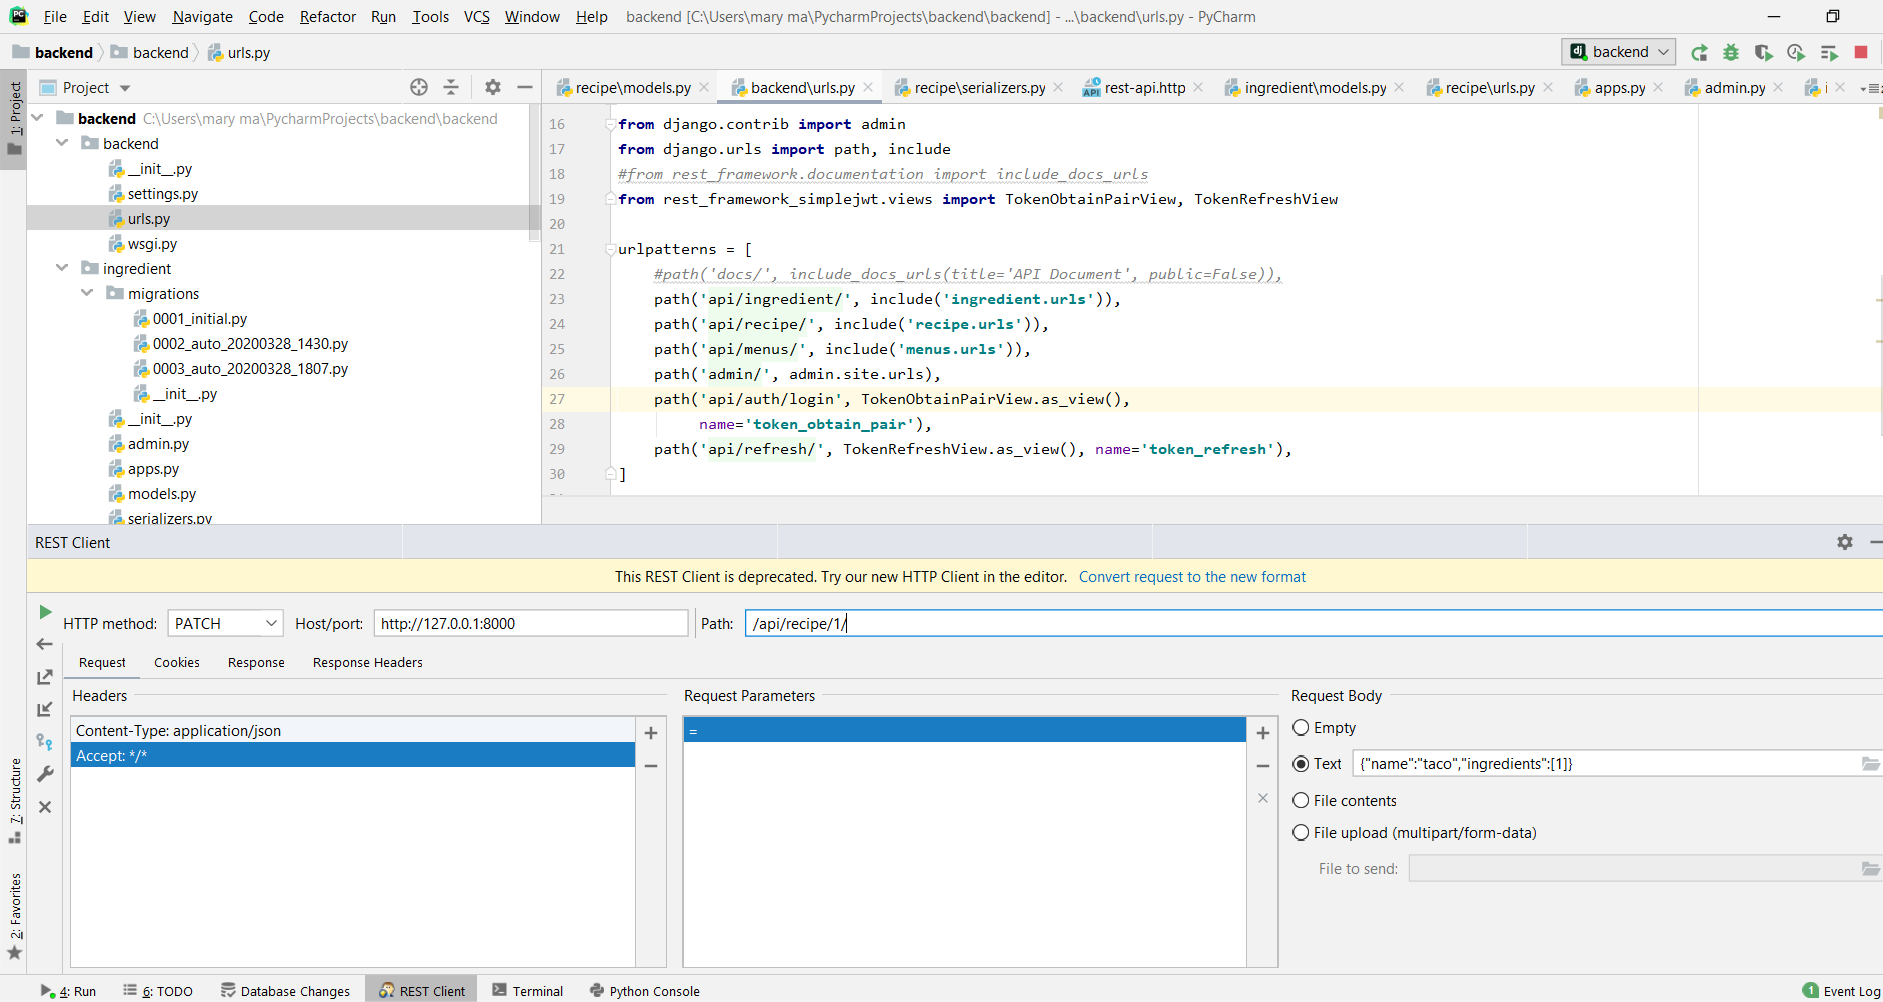 File Edit View Navigate Code Refactor Run Tools VCS Window Help backend [C:\Users\mary ma\PycharmProjects\backend\backend] - ...\backend\urls.py - PyCharm
backend backend urls.py
dj backend
1: Project
Project
recipe\models.py backend\urls.py recipe\serializers.py rest-api.http ingredient\models.py recipe\urls.py apps.py admin.py
backend C:\Users\mary ma\PycharmProjects\backend\backend
backend
__init__.py
settings.py
urls.py
wsgi.py
ingredient
migrations
0001_initial.py
0002_auto_20200328_1430.py
0003_auto_20200328_1807.py
__init__.py
__init__.py
admin.py
apps.py
models.py
serializers.py
16 from django.contrib import admin
17 from django.urls import path, include
18 #from rest_framework.documentation import include_docs_urls
19 from rest_framework_simplejwt.views import TokenObtainPairView, TokenRefreshView
20
21 urlpatterns = [
22 #path('docs/', include_docs_urls(title='API Document', public=False)),
23 path('api/ingredient/', include('ingredient.urls')),
24 path('api/recipe/', include('recipe.urls')),
25 path('api/menus/', include('menus.urls')),
26 path('admin/', admin.site.urls),
27 path('api/auth/login', TokenObtainPairView.as_view(),
28 name='token_obtain_pair'),
29 path('api/refresh/', TokenRefreshView.as_view(), name='token_refresh'),
30 ]
REST Client
This REST Client is deprecated. Try our new HTTP Client in the editor. Convert request to the new format
HTTP method: PATCH Host/port: http://127.0.0.1:8000 Path: /api/recipe/1/
Request Cookies Response Response Headers
Headers
Content-Type: application/json
Accept: */*
Request Parameters
=
Request Body
Empty
Text {"name":"taco","ingredients":[1]}
File contents
File upload (multipart/form-data)
File to send:
7: Structure
2: Favorites
4: Run 6: TODO Database Changes REST Client Terminal Python Console 1 Event Log